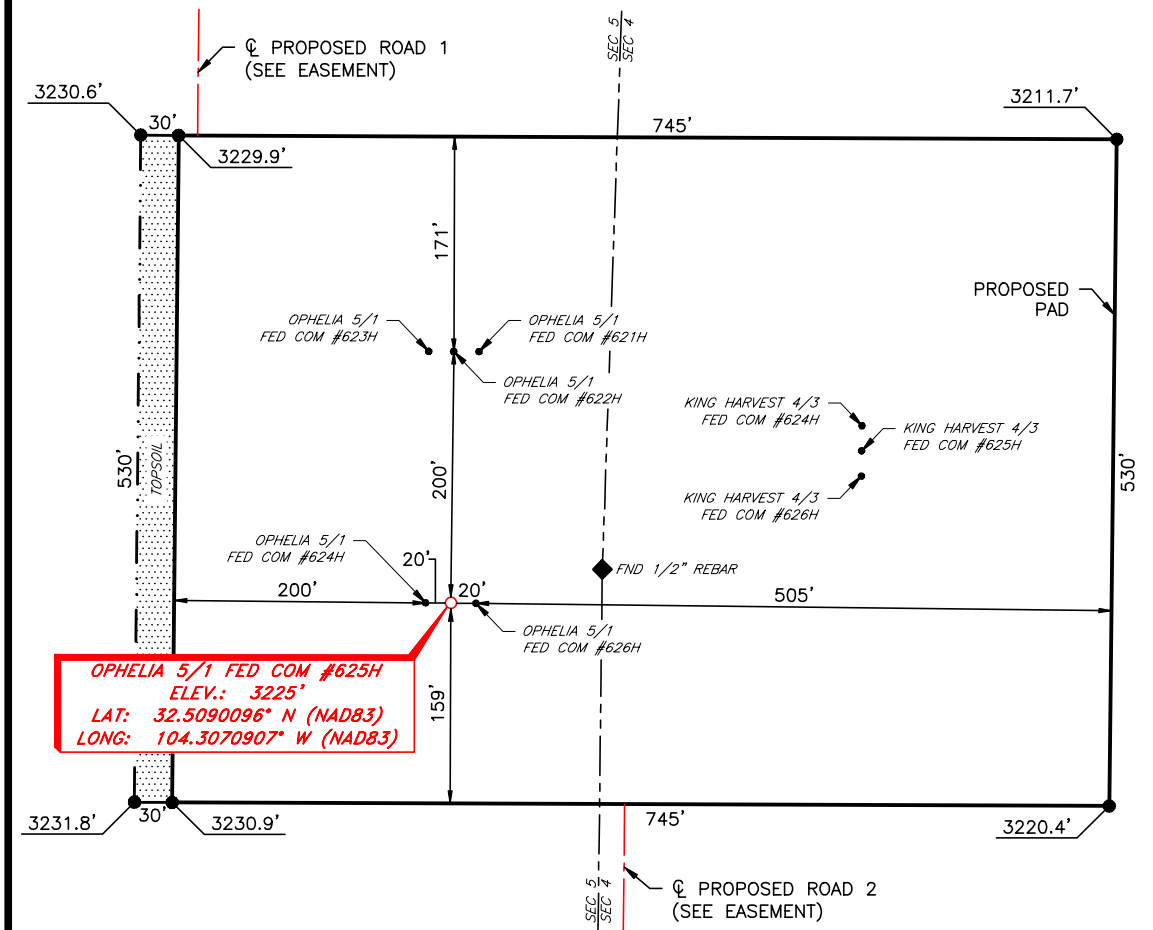 SEC 5
SEC 4
℄ PROPOSED ROAD 1
(SEE EASEMENT)
3230.6'
3211.7'
30'
745'
3229.9'
171'
PROPOSED
PAD
OPHELIA 5/1
FED COM #623H
OPHELIA 5/1
FED COM #621H
OPHELIA 5/1
FED COM #622H
KING HARVEST 4/3
FED COM #624H
KING HARVEST 4/3
FED COM #625H
530'
TOPSOIL
200'
530'
KING HARVEST 4/3
FED COM #626H
OPHELIA 5/1
FED COM #624H
20'
FND 1/2" REBAR
200'
20'
505'
OPHELIA 5/1
FED COM #626H
OPHELIA 5/1 FED COM #625H
ELEV.: 3225'
LAT: 32.5090096° N (NAD83)
LONG: 104.3070907° W (NAD83)
159'
3231.8'
30'
3230.9'
745'
3220.4'
SEC 5
SEC 4
℄ PROPOSED ROAD 2
(SEE EASEMENT)